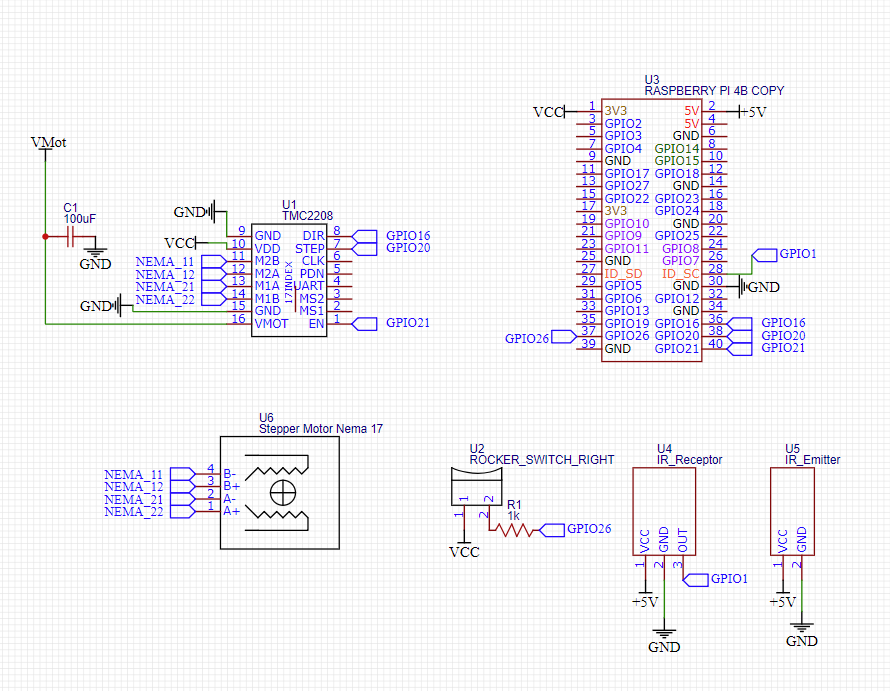 U3
RASPBERRY PI 4B COPY
VCC 1 3V3 5V 2 +5V
3 GPIO2 5V 4
5 GPIO3 GND 6
7 GPIO4 GPIO14 8
9 GND GPIO15 10
11 GPIO17 GPIO18 12
13 GPIO27 GND 14
15 GPIO22 GPIO23 16
17 3V3 GPIO24 18
19 GPIO10 GND 20
21 GPIO9 GPIO25 22
23 GPIO11 GPIO8 24
25 GND GPIO7 26 GPIO1
27 ID_SD ID_SC 28
29 GPIO5 GND 30 GND
31 GPIO6 GPIO12 32
33 GPIO13 GND 34
35 GPIO19 GPIO16 36 GPIO16
GPIO26 37 GPIO26 GPIO20 38 GPIO20
39 GND GPIO21 40 GPIO21
VMot
C1
100uF
GND
U1
TMC2208
17INDEX
GND 9 GND DIR 8 GPIO16
VCC 10 VDD STEP 7 GPIO20
NEMA_11 11 M2B CLK 6
NEMA_12 12 M2A PDN 5
NEMA_21 13 M1A UART 4
NEMA_22 14 M1B MS2 3
GND 15 GND MS1 2
16 VMOT EN 1 GPIO21
U6
Stepper Motor Nema 17
NEMA_11 4 B-
NEMA_12 3 B+
NEMA_21 2 A-
NEMA_22 1 A+
U2
ROCKER_SWITCH_RIGHT
1 2
1 2
R1
1k
GPIO26
VCC
U4
IR_Receptor
VCC GND OUT
1 2 3
GPIO1
+5V
GND
U5
IR_Emitter
VCC GND
1 2
+5V
GND